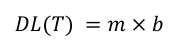 DL(T) = m × b